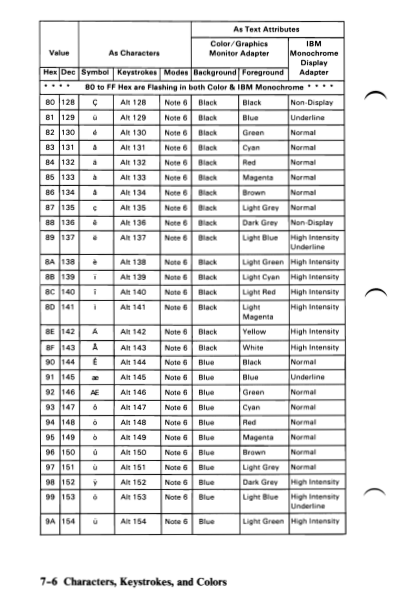 As Text Attributes
Color/Graphics IBM
Value As Characters Monitor Adapter Monochrome
Display
Hex Dec Symbol Keystrokes Modes Background Foreground Adapter
* * * * 80 to FF Hex are Flashing in both Color & IBM Monochrome * * * *
80 128 Ç Alt 128 Note 6 Black Black Non-Display
81 129 ü Alt 129 Note 6 Black Blue Underline
82 130 é Alt 130 Note 6 Black Green Normal
83 131 â Alt 131 Note 6 Black Cyan Normal
84 132 ä Alt 132 Note 6 Black Red Normal
85 133 à Alt 133 Note 6 Black Magenta Normal
86 134 å Alt 134 Note 6 Black Brown Normal
87 135 ç Alt 135 Note 6 Black Light Grey Normal
88 136 ê Alt 136 Note 6 Black Dark Grey Non-Display
89 137 ë Alt 137 Note 6 Black Light Blue High Intensity
Underline
8A 138 è Alt 138 Note 6 Black Light Green High Intensity
8B 139 ï Alt 139 Note 6 Black Light Cyan High Intensity
8C 140 î Alt 140 Note 6 Black Light Red High Intensity
8D 141 ì Alt 141 Note 6 Black Light High Intensity
Magenta
8E 142 Ä Alt 142 Note 6 Black Yellow High Intensity
8F 143 Å Alt 143 Note 6 Black White High Intensity
90 144 É Alt 144 Note 6 Blue Black Normal
91 145 æ Alt 145 Note 6 Blue Blue Underline
92 146 Æ Alt 146 Note 6 Blue Green Normal
93 147 ô Alt 147 Note 6 Blue Cyan Normal
94 148 ö Alt 148 Note 6 Blue Red Normal
95 149 ò Alt 149 Note 6 Blue Magenta Normal
96 150 û Alt 150 Note 6 Blue Brown Normal
97 151 ù Alt 151 Note 6 Blue Light Grey Normal
98 152 ÿ Alt 152 Note 6 Blue Dark Grey High Intensity
99 153 ö Alt 153 Note 6 Blue Light Blue High Intensity
Underline
9A 154 ü Alt 154 Note 6 Blue Light Green High Intensity
7-6 Characters, Keystrokes, and Colors